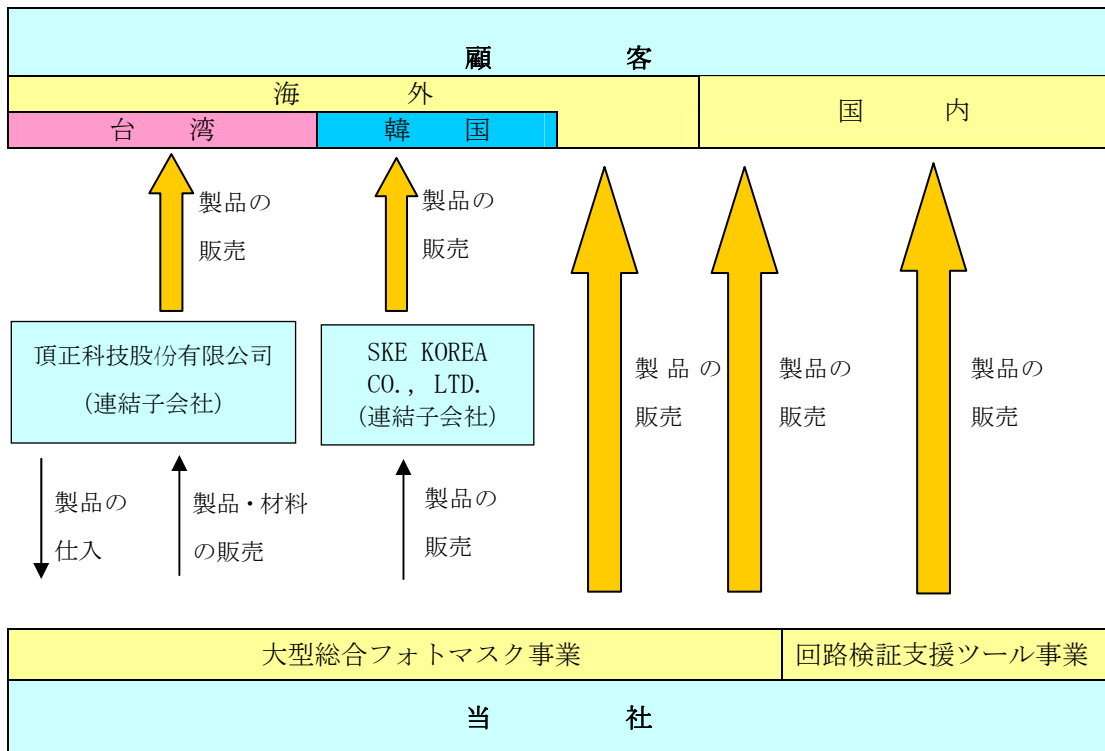 顧客
海外
国内
台湾
韓国
製品の
販売
製品の
販売
頂正科技股份有限公司
(連結子会社)
SKE KOREA
CO., LTD.
(連結子会社)
製品の
販売
製品の
販売
製品の
販売
製品の
仕入
製品・材料
の販売
製品の
販売
大型総合フォトマスク事業
回路検証支援ツール事業
当社